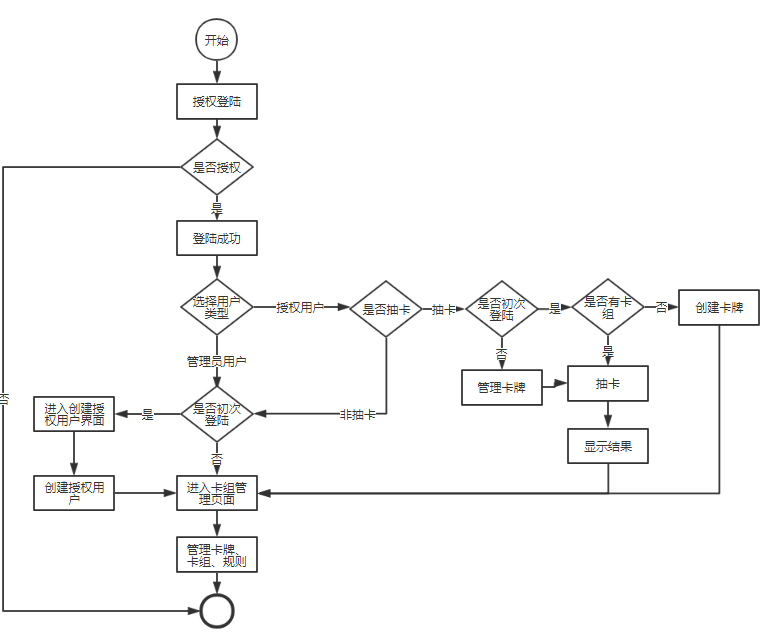 开始
授权登陆
是否授权
是
登陆成功
选择用户
类型
授权用户
是否抽卡
抽卡
是否初次
登陆
是
是否有卡
组
否
创建卡牌
否
管理卡牌
是
抽卡
显示结果
管理员用户
非抽卡
是否初次
登陆
是
进入创建授
权用户界面
否
否
创建授权用
户
进入卡组管
理页面
管理卡牌、
卡组、规则